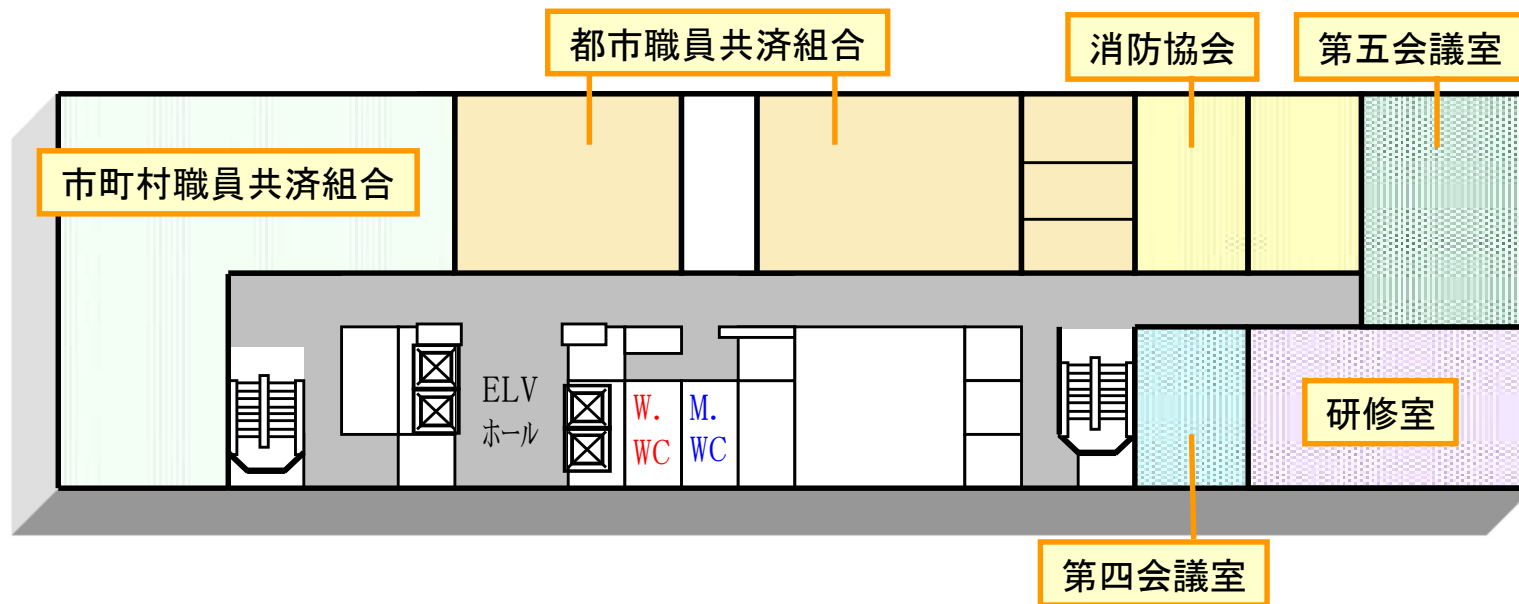 都市職員共済組合
消防協会
第五会議室
市町村職員共済組合
ELV
ホール
W.
WC
M.
WC
研修室
第四会議室